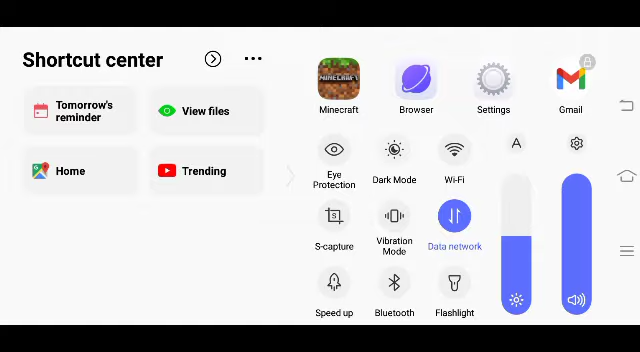 Shortcut center
Tomorrow's
reminder
View files
Home
Trending
MINECRAFT
Minecraft
Browser
Settings
Gmail
A
Eye
Protection
Dark Mode
Wi-Fi
S
S-capture
Vibration
Mode
Data network
Speed up
Bluetooth
Flashlight